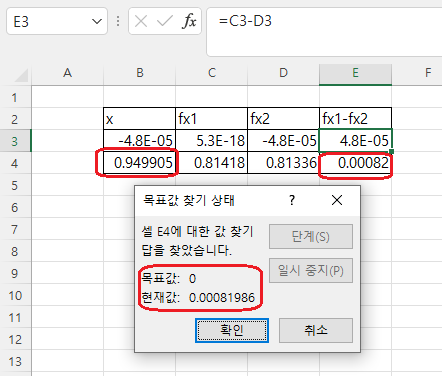 E3 fx =C3-D3
A B C D E F
1
2 x fx1 fx2 fx1-fx2
3 -4.8E-05 5.3E-18 -4.8E-05 4.8E-05
4 0.949905 0.81418 0.81336 0.00082
5
6
7
8
9
10
11
12
13
목표값 찾기 상태 ? ×
셀 E4에 대한 값 찾기
답을 찾았습니다.
단계(S)
일시 중지(P)
목표값: 0
현재값: 0.00081986
확인 취소